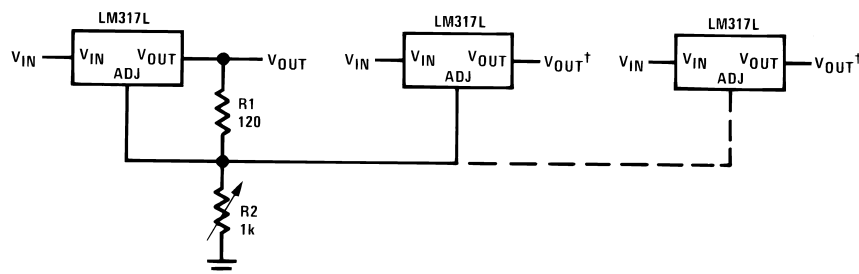 LM317L
LM317L
LM317L
VIN
VIN
VOUT
ADJ
VOUT
VIN
VIN
VOUT
ADJ
VOUT†
VIN
VIN
VOUT
ADJ
VOUT†
R1
120
R2
1k